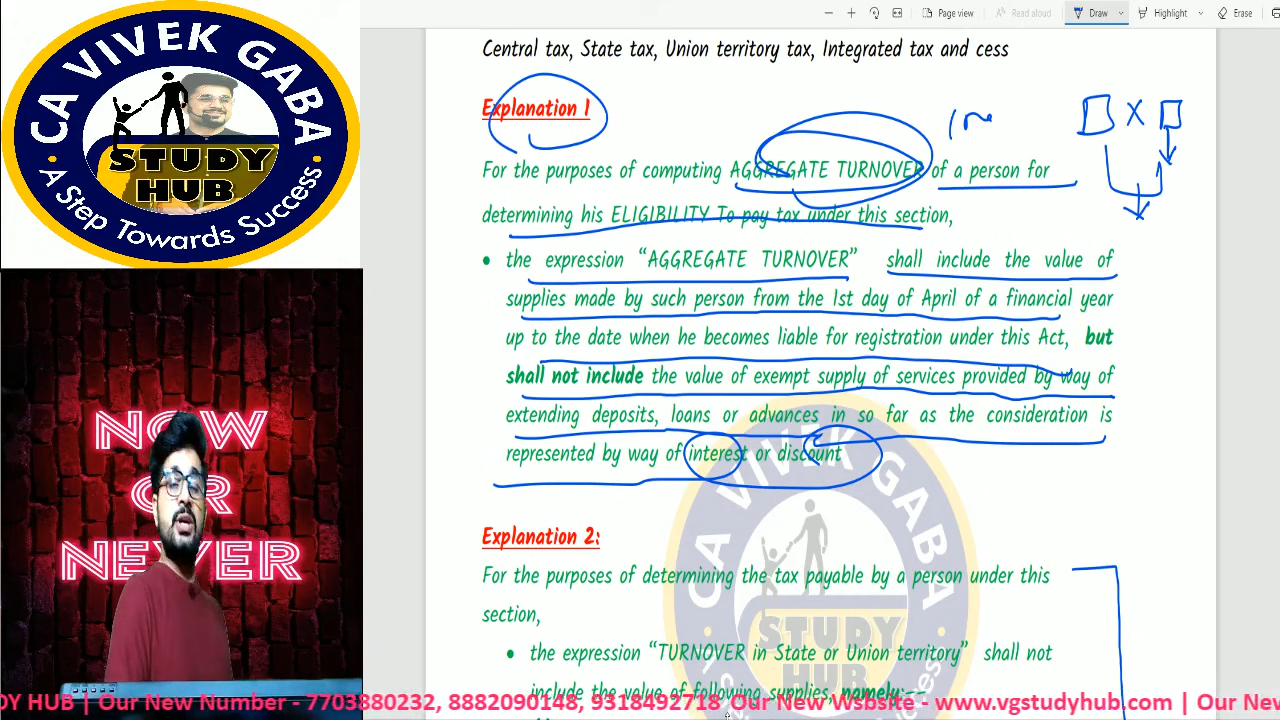 Page view
Read aloud
Draw
Highlight
Erase
CA VIVEK GABA
STUDY
HUB
A Step Towards Success
Central tax, State tax, Union territory tax, Integrated tax and cess
Explanation 1
For the purposes of computing AGGREGATE TURNOVER of a person for
determining his ELIGIBILITY To pay tax under this section,
• the expression “AGGREGATE TURNOVER” shall include the value of
supplies made by such person from the 1st day of April of a financial year
up to the date when he becomes liable for registration under this Act, but
shall not include the value of exempt supply of services provided by way of
extending deposits, loans or advances in so far as the consideration is
represented by way of interest or discount
Explanation 2:
For the purposes of determining the tax payable by a person under this
section,
• the expression “TURNOVER in State or Union territory” shall not
include the value of following supplies, namely:--
NOW
OR
NEVER
STUDY
HUB
DY HUB | Our New Number - 7703880232, 8882090148, 9318492718 Our New Wsbsite - www.vgstudyhub.com | Our New